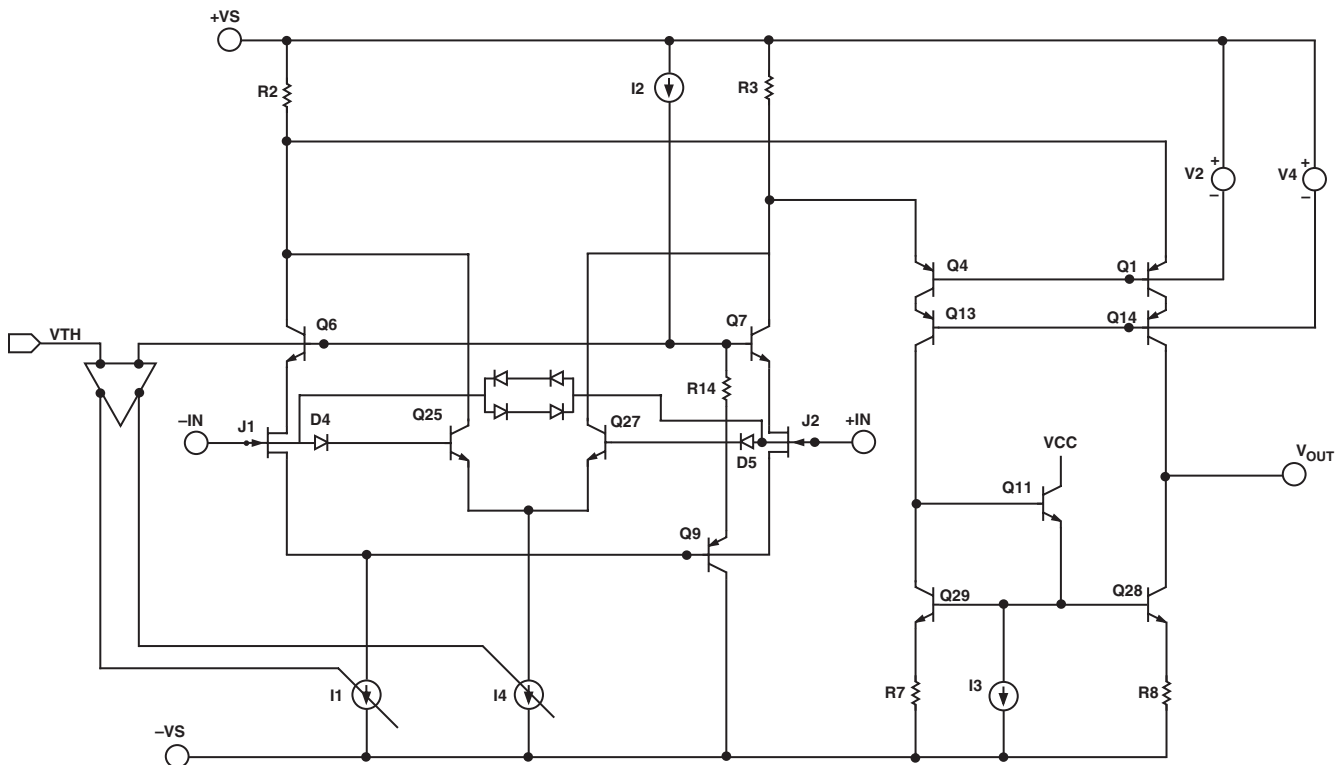 +VS
R2
I2
R3
V2
+
–
V4
+
–
Q4
Q1
Q6
Q7
Q13
Q14
VTH
R14
–IN
J1
D4
Q25
Q27
D5
J2
+IN
VCC
VOUT
Q11
Q9
Q29
Q28
I1
I4
R7
I3
R8
–VS